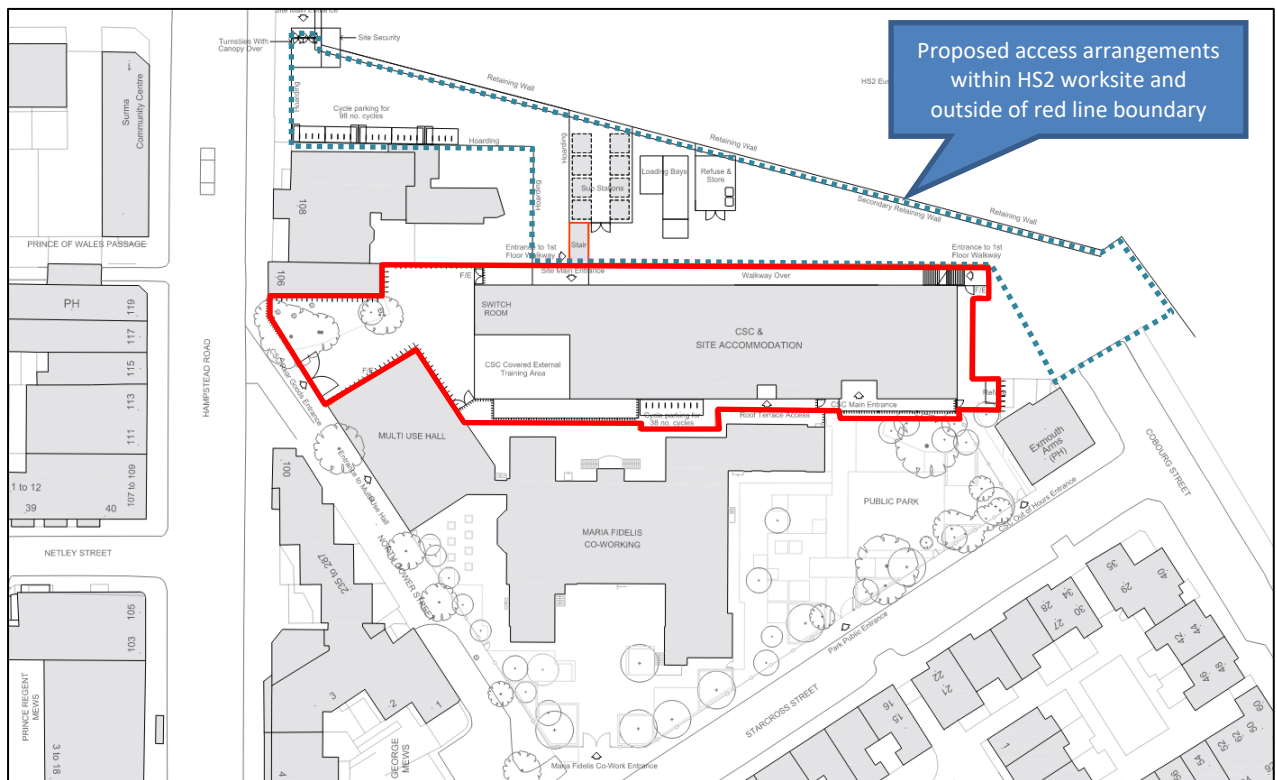 Site Main Entrance
Turnstiles With
Canopy Over
Site Security
Proposed access arrangements
within HS2 worksite and
outside of red line boundary
Surma
Community Centre
Hoarding
Retaining Wall
Cycle parking for
98 no. cycles
Hoarding
Hoarding
Hoarding
Retaining Wall
Sub Stations
Loading Bays
Refuse &
Store
Secondary Retaining Wall
Retaining Wall
108
PRINCE OF WALES PASSAGE
Stair
Entrance to 1st
Floor Walkway
Entrance to 1st
Floor Walkway
106
F/E
Site Main Entrance
Walkway Over
F/E
PH
119
117
115
113
111
107 to 109
SWITCH
ROOM
CSC &
SITE ACCOMMODATION
HAMPSTEAD ROAD
CSC Covered External
Training Area
F/E
Cycle parking for
38 no. cycles
Roof Terrace Access
CSC Main Entrance
MULTI USE HALL
Exmouth
Arms
(PH)
COBOURG STREET
100
1 to 12
39
40
PUBLIC PARK
CSC Out of Hours Entrance
NETLEY STREET
MARIA FIDELIS
CO-WORKING
235 to 287
NORTH GOWER STREET
Park Public Entrance
36
29
40
34
30
28
27
42
44
46
48
105
103
22
21
STARCROSS STREET
16
15
60
50
62
52
54
PRINCE REGENT
MEWS
3 to 18
3
2
1
4
GEORGE
MEWS
Maria Fidelis Co-Work Entrance
1